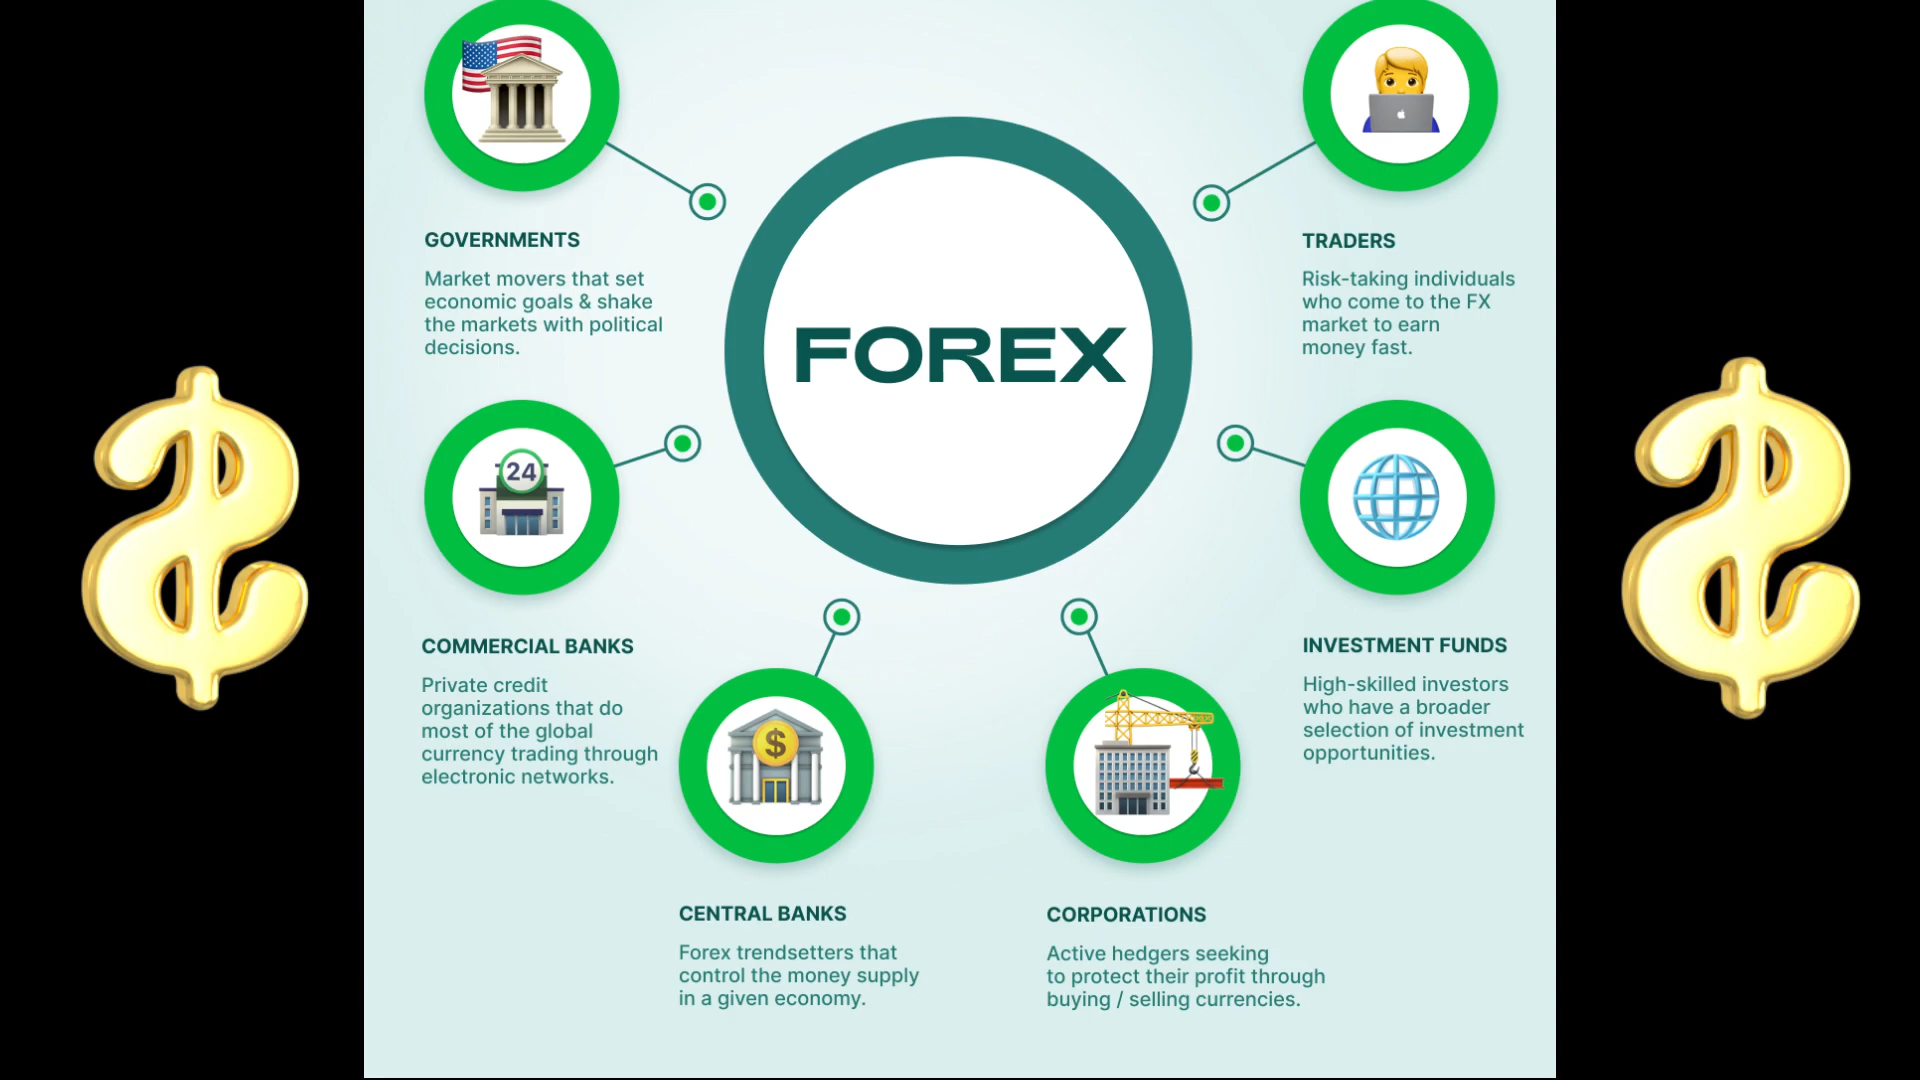 FOREX
GOVERNMENTS
Market movers that set
economic goals & shake
the markets with political
decisions.
TRADERS
Risk-taking individuals
who come to the FX
market to earn
money fast.
24
COMMERCIAL BANKS
Private credit
organizations that do
most of the global
currency trading through
electronic networks.
INVESTMENT FUNDS
High-skilled investors
who have a broader
selection of investment
opportunities.
$
CENTRAL BANKS
Forex trendsetters that
control the money supply
in a given economy.
CORPORATIONS
Active hedgers seeking
to protect their profit through
buying / selling currencies.
$
$